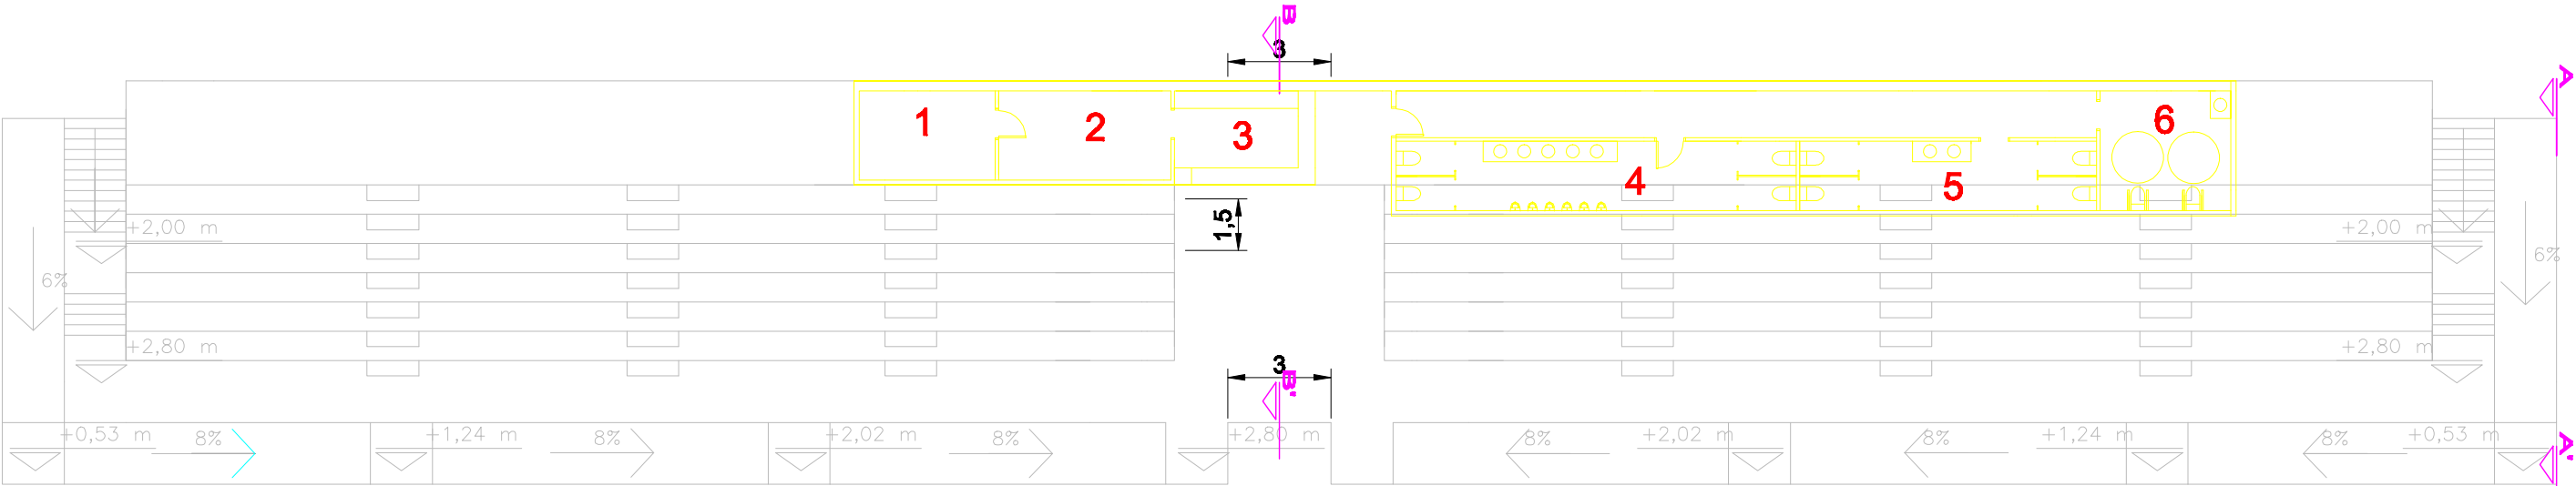 B
A
3
1
2
3
4
5
6
1,5
+2,00 m
+2,00 m
6%
6%
+2,80 m
+2,80 m
3
B'
+0,53 m
8%
+1,24 m
8%
+2,02 m
8%
+2,80 m
8%
+2,02 m
8%
+1,24 m
8%
+0,53 m
A'